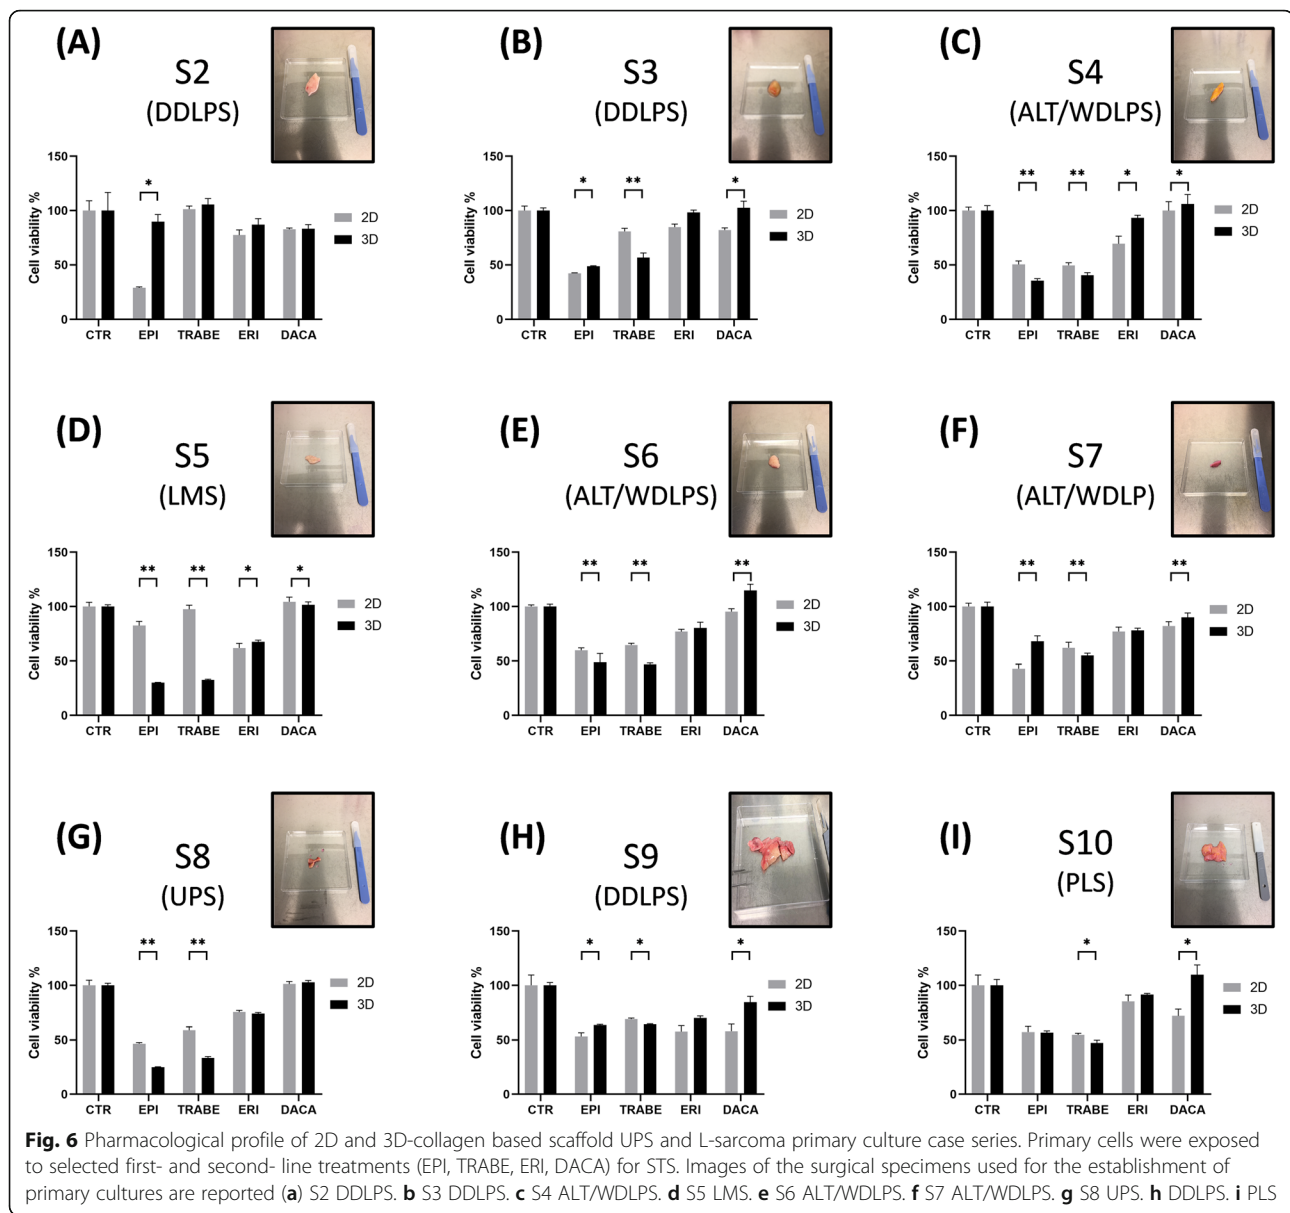 (A)
S2
(DDLPS)
**
150
100
50
0
Cell viability %
*
2D
3D
CTR EPI TRABE ERI DACA
(B)
S3
(DDLPS)
150
100
50
0
Cell viability %
* ** *
2D
3D
CTR EPI TRABE ERI DACA
(C)
S4
(ALT/WDLPS)
150
100
50
0
Cell viability %
** ** * *
2D
3D
CTR EPI TRABE ERI DACA
(D)
S5
(LMS)
150
100
50
0
Cell viability %
** ** * *
2D
3D
CTR EPI TRABE ERI DACA
(E)
S6
(ALT/WDLPS)
150
100
50
0
Cell viability %
** ** **
2D
3D
CTR EPI TRABE ERI DACA
(F)
S7
(ALT/WDLP)
150
100
50
0
Cell viability %
** ** **
2D
3D
CTR EPI TRABE ERI DACA
(G)
S8
(UPS)
150
100
50
0
Cell viability %
** **
2D
3D
CTR EPI TRABE ERI DACA
(H)
S9
(DDLPS)
150
100
50
0
Cell viability %
* * *
2D
3D
CTR EPI TRABE ERI DACA
(I)
S10
(PLS)
150
100
50
0
Cell viability %
* *
2D
3D
CTR EPI TRABE ERI DACA
Fig. 6 Pharmacological profile of 2D and 3D-collagen based scaffold UPS and L-sarcoma primary culture case series. Primary cells were exposed
to selected first- and second- line treatments (EPI, TRABE, ERI, DACA) for STS. Images of the surgical specimens used for the establishment of
primary cultures are reported (a) S2 DDLPS. b S3 DDLPS. c S4 ALT/WDLPS. d S5 LMS. e S6 ALT/WDLPS. f S7 ALT/WDLPS. g S8 UPS. h DDLPS. i PLS